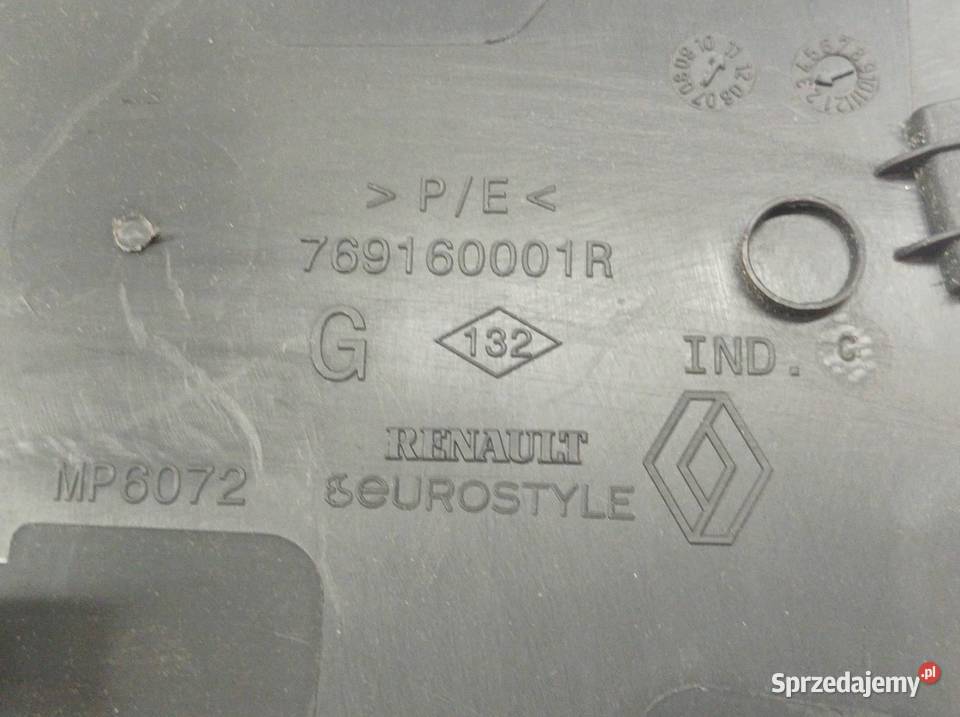 > P/E <
769160001R
G
132
IND. C
RENAULT
MP6072
eUROSTYLE
Sprzedajemy.pl